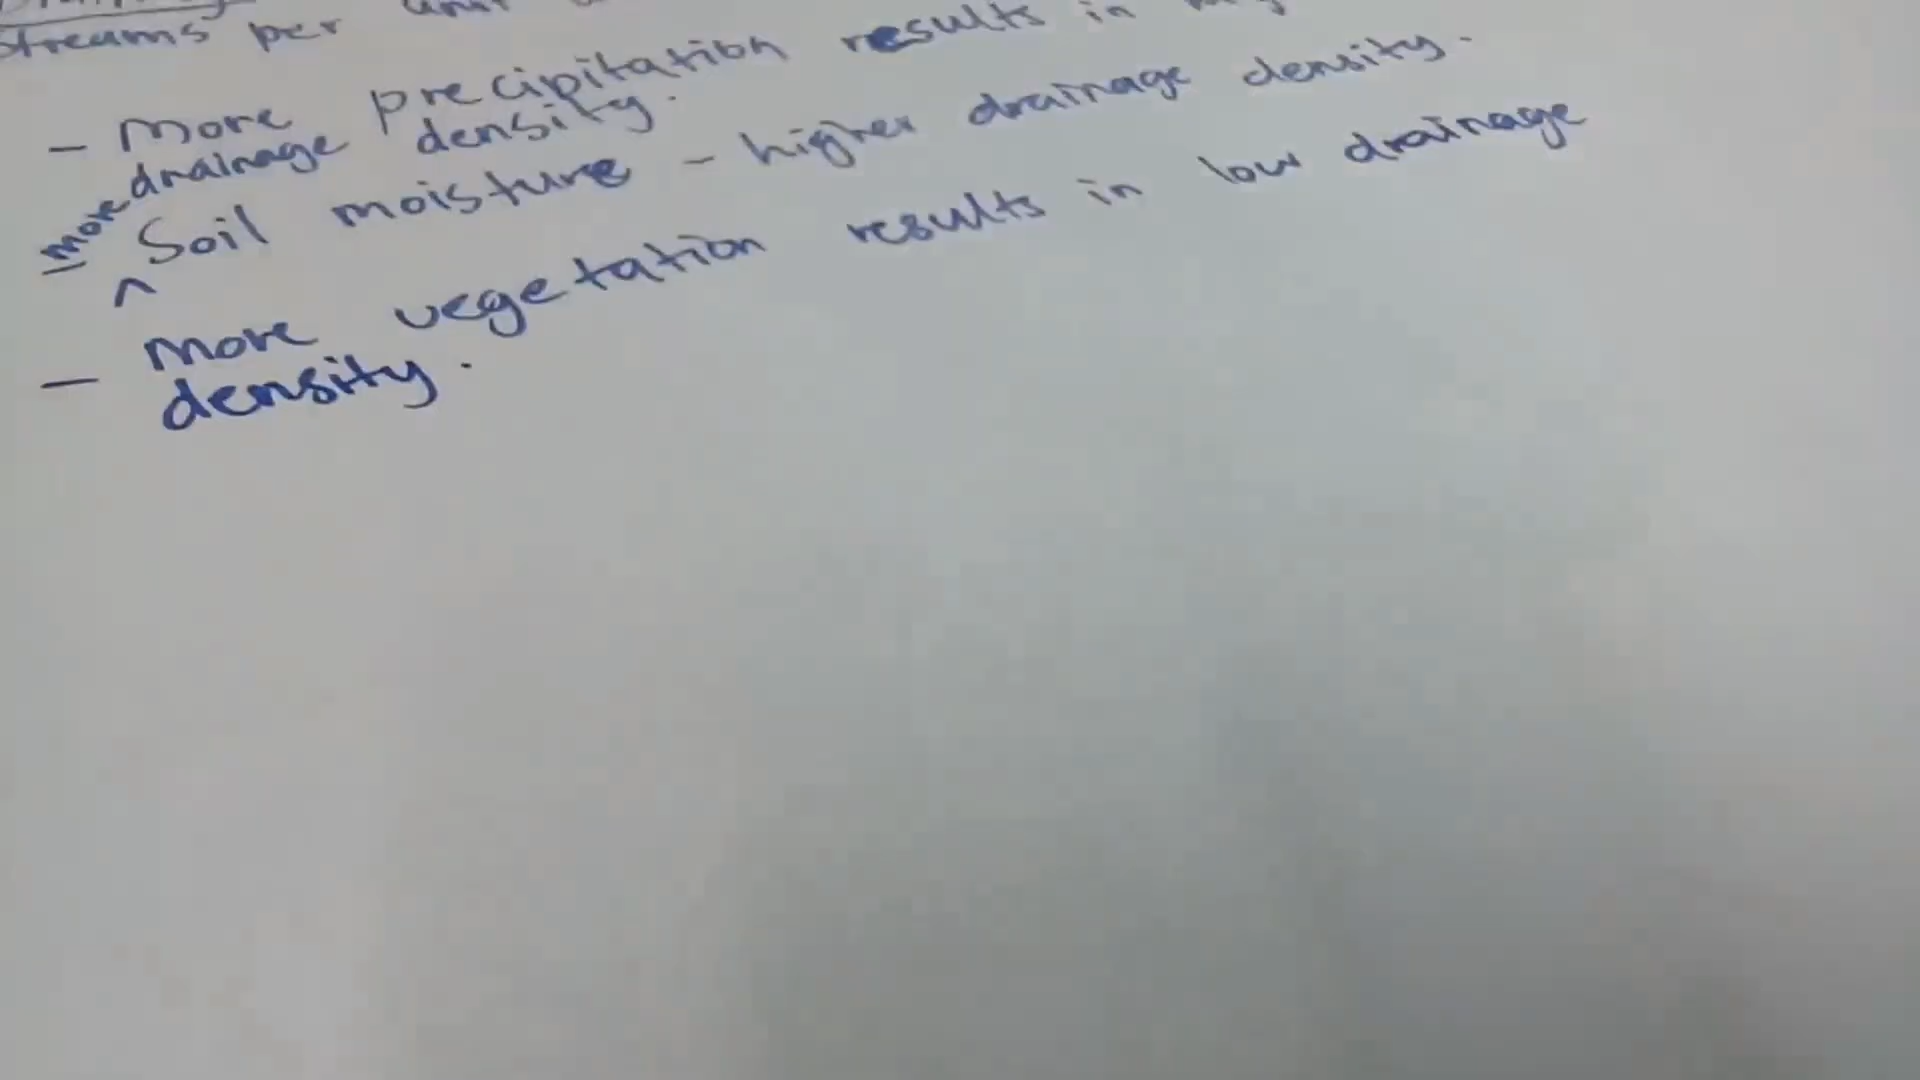 streams per unit
- More precipitation results in
drainage density.
- more Soil moisture - higher drainage density.
- More vegetation results in low drainage
density.